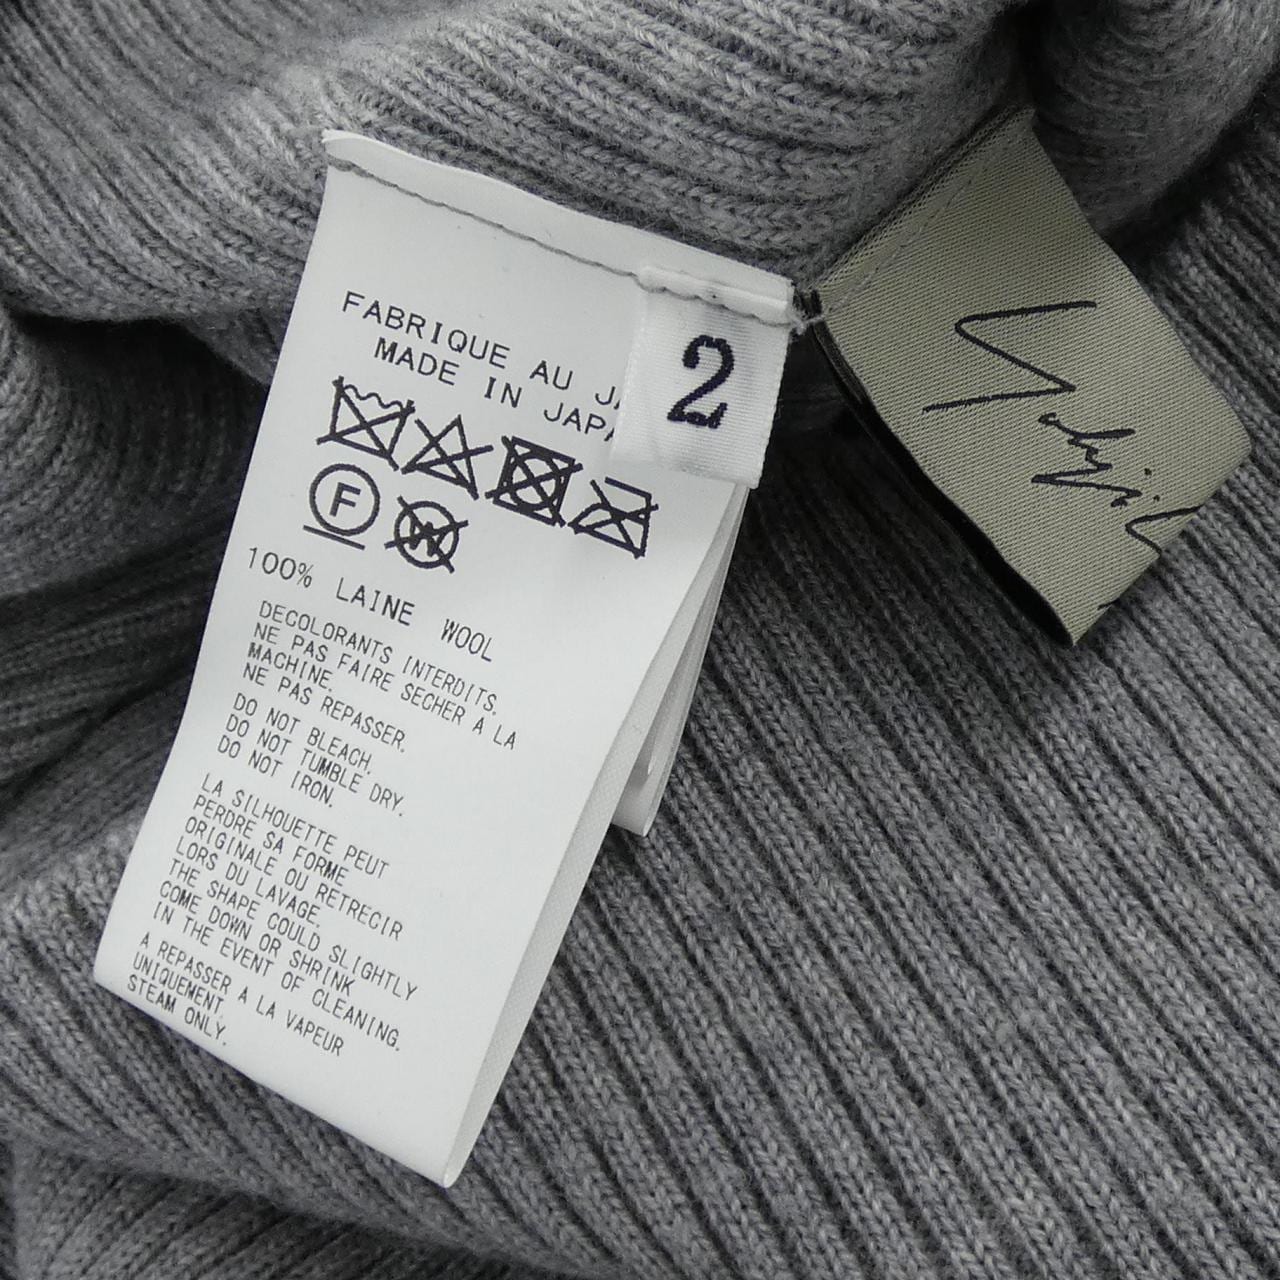 FABRIQUE AU
MADE IN
2
F
W
100% LAINE WOOL
DECOLORANTS INTERDITS.
NE PAS FAIRE SECHER A LA
MACHINE.
NE PAS REPASSER.
DO NOT BLEACH.
DO NOT TUMBLE DRY.
DO NOT IRON.
LA SILHOUETTE PEUT
PERDRE SA FORME
ORIGINALE OU RETRECIR
LORS DU LAVAGE.
THE SHAPE COULD SLIGHTLY
COME DOWN OR SHRINK
IN THE EVENT OF CLEANING.
A REPASSER A LA VAPEUR
UNIQUEMENT.
STEAM ONLY.